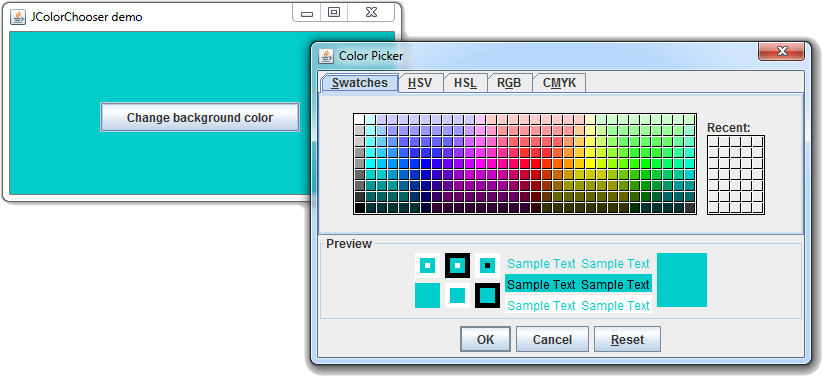 JColorChooser demo
Change background color
Color Picker
Swatches HSV HSL RGB CMYK
Recent:
Preview
Sample Text Sample Text
Sample Text Sample Text
Sample Text Sample Text
OK Cancel Reset